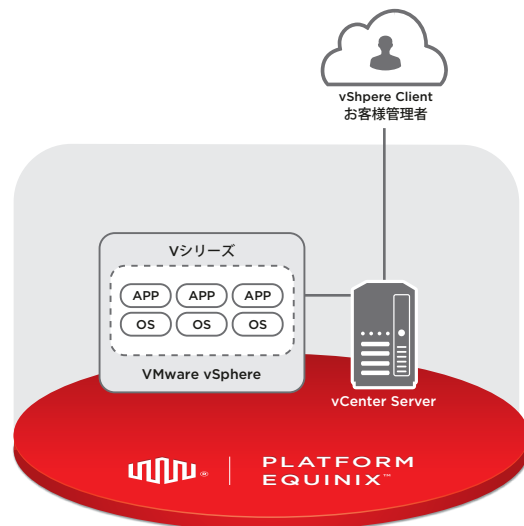 vShpere Client
お客様管理者
Vシリーズ
APP APP APP
OS OS OS
VMware vSphere
vCenter Server
® PLATFORM
EQUINIX™